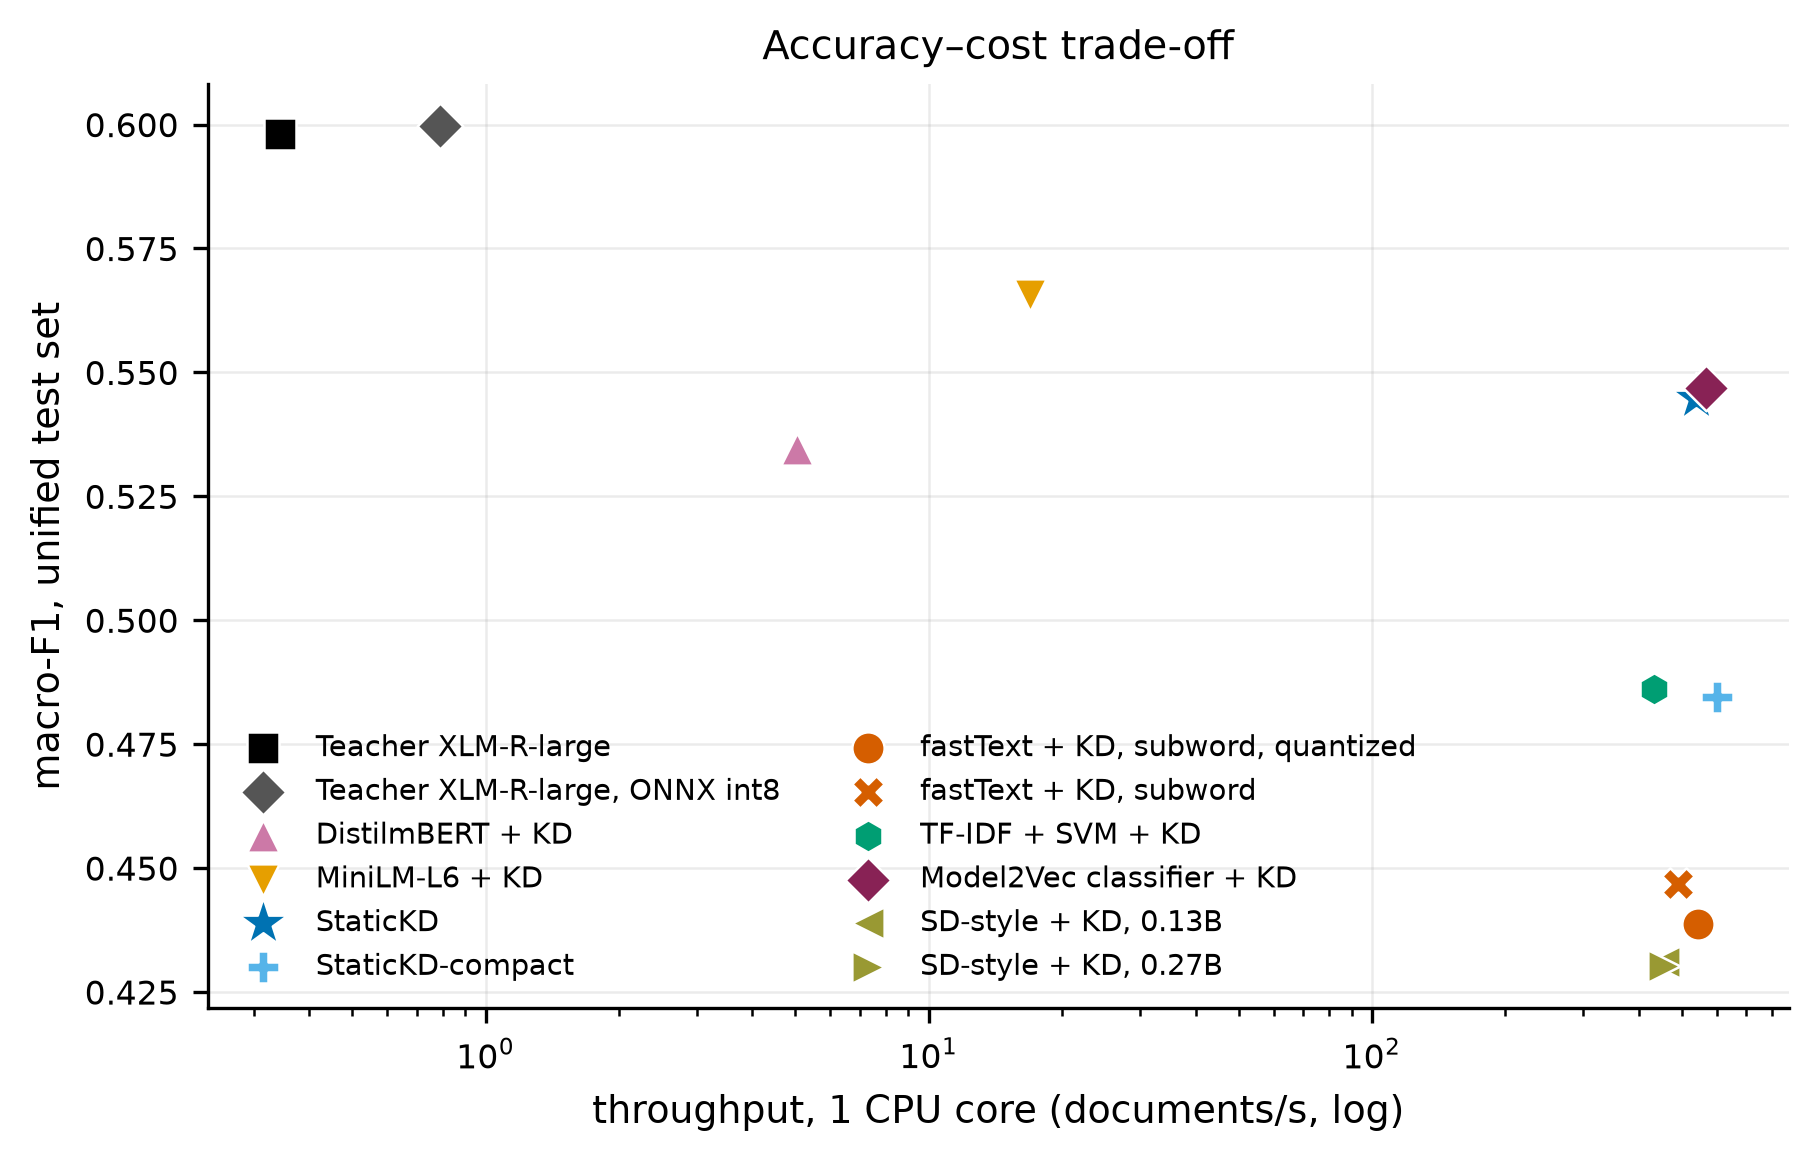 Accuracy–cost trade-off
macro-F1, unified test set
0.600
0.575
0.550
0.525
0.500
0.475
0.450
0.425
Teacher XLM-R-large
Teacher XLM-R-large, ONNX int8
DistilmBERT + KD
MiniLM-L6 + KD
StaticKD
StaticKD-compact
fastText + KD, subword, quantized
fastText + KD, subword
TF-IDF + SVM + KD
Model2Vec classifier + KD
SD-style + KD, 0.13B
SD-style + KD, 0.27B
10⁰
10¹
10²
throughput, 1 CPU core (documents/s, log)